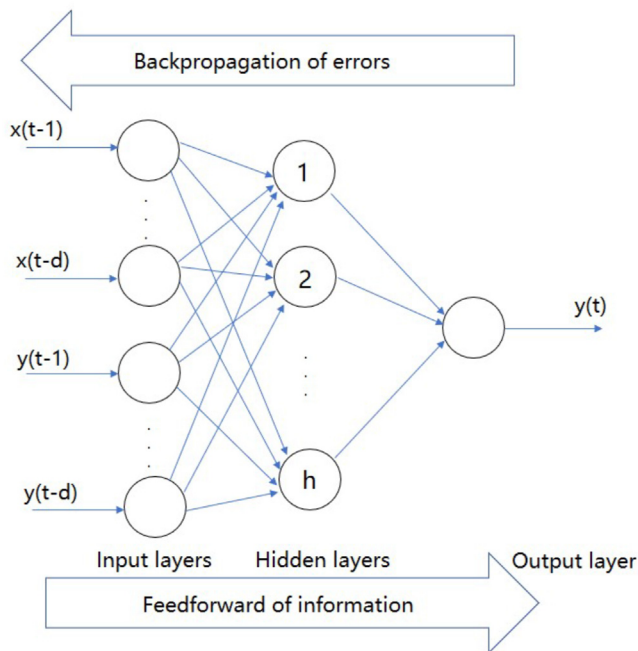 Backpropagation of errors
x(t-1)
1
x(t-d)
2
y(t)
y(t-1)
h
y(t-d)
Input layers
Hidden layers
Output layer
Feedforward of information